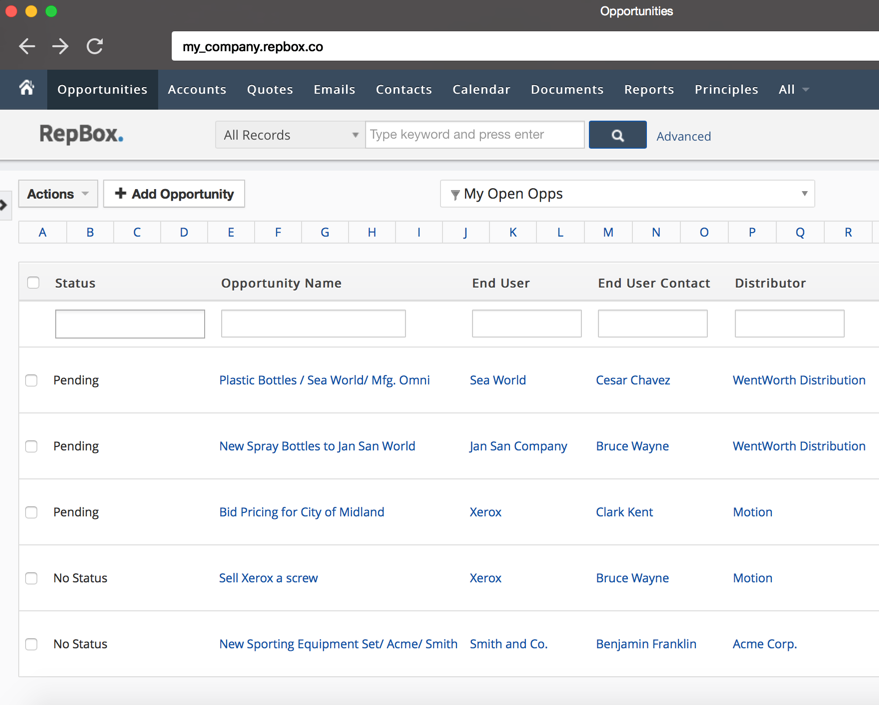 Opportunities
my_company.repbox.co
Opportunities Accounts Quotes Emails Contacts Calendar Documents Reports Principles All
RepBox. All Records Type keyword and press enter Advanced
Actions + Add Opportunity My Open Opps
A B C D E F G H I J K L M N O P Q R
Status Opportunity Name End User End User Contact Distributor
Pending Plastic Bottles / Sea World/ Mfg. Omni Sea World Cesar Chavez WentWorth Distribution
Pending New Spray Bottles to Jan San World Jan San Company Bruce Wayne WentWorth Distribution
Pending Bid Pricing for City of Midland Xerox Clark Kent Motion
No Status Sell Xerox a screw Xerox Bruce Wayne Motion
No Status New Sporting Equipment Set/ Acme/ Smith Smith and Co. Benjamin Franklin Acme Corp.